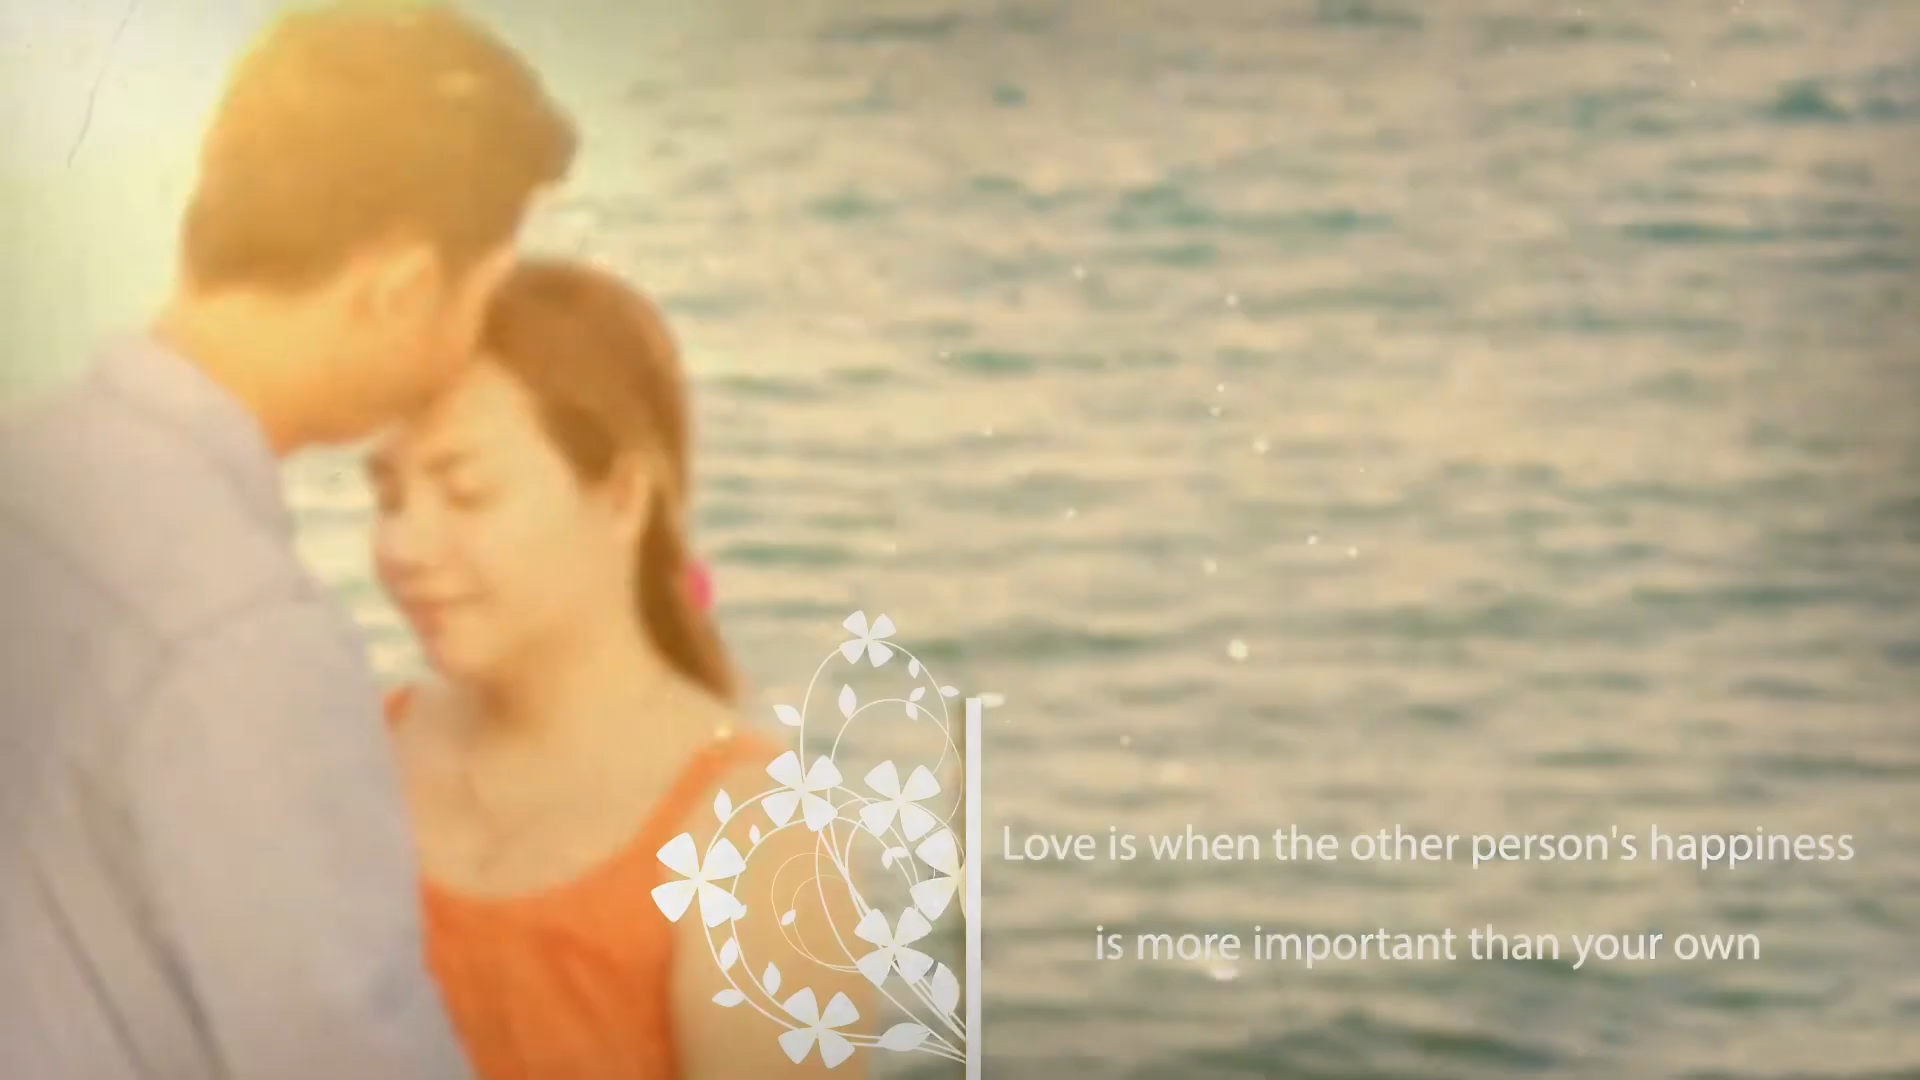 Love is when the other person's happiness
is more important than your own